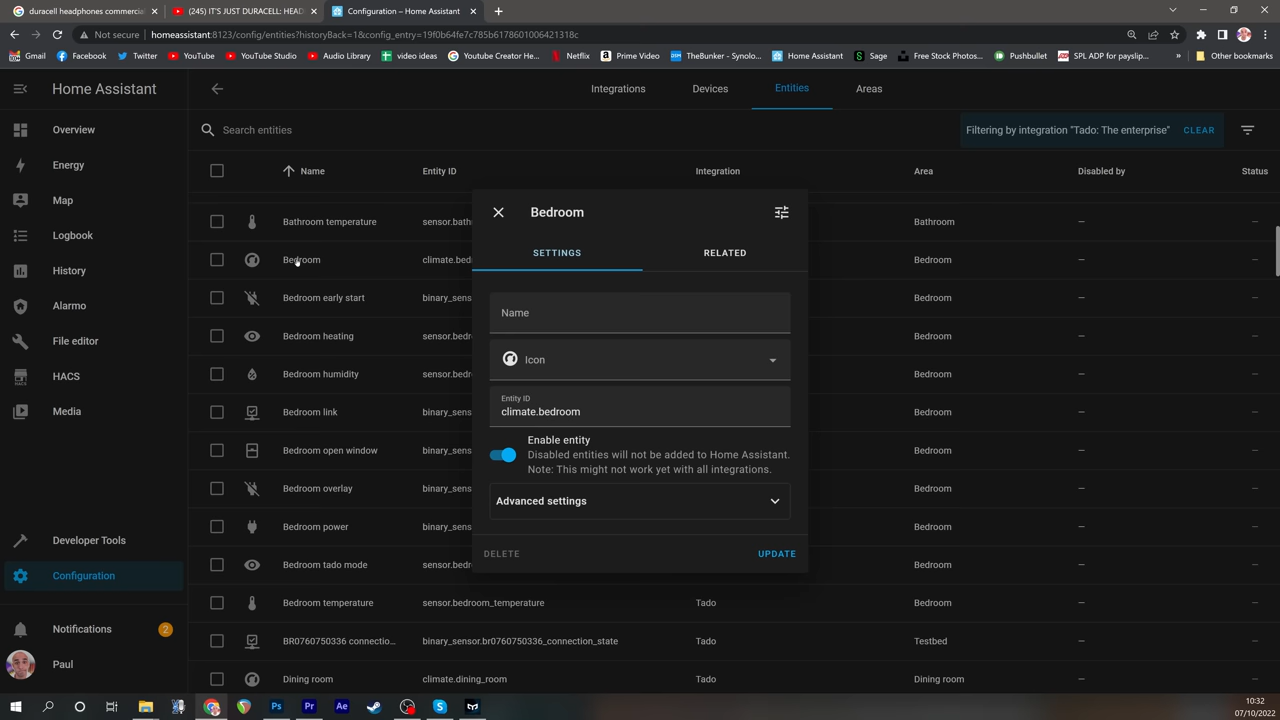 duracell headphones commercial
(245) IT'S JUST DURACELL: HEAD
Configuration – Home Assistant
Not secure
homeassistant:8123/config/entities?historyBack=1&config_entry=19f0b64fe7c785b6178601006421318c
Gmail
Facebook
Twitter
YouTube
YouTube Studio
Audio Library
video ideas
Youtube Creator He...
Netflix
Prime Video
TheBunker - Synolo...
Home Assistant
Sage
Free Stock Photos...
Pushbullet
SPL ADP for payslip...
»
Other bookmarks
Home Assistant
Integrations
Devices
Entities
Areas
Overview
Energy
Map
Logbook
History
Alarmo
File editor
HACS
Media
Developer Tools
Configuration
Notifications
2
Paul
Search entities
Filtering by integration "Tado: The enterprise"
CLEAR
Name
Entity ID
Integration
Area
Disabled by
Status
Bathroom temperature
sensor.bath
Bathroom
–
–
Bedroom
climate.bed
Bedroom
–
–
Bedroom early start
binary_sens
Bedroom
–
–
Bedroom heating
sensor.bedr
Bedroom
–
–
Bedroom humidity
sensor.bedr
Bedroom
–
–
Bedroom link
binary_sens
Bedroom
–
–
Bedroom open window
binary_sens
Bedroom
–
–
Bedroom overlay
binary_sens
Bedroom
–
–
Bedroom power
binary_sens
Bedroom
–
–
Bedroom tado mode
sensor.bedr
Bedroom
–
–
Bedroom temperature
sensor.bedroom_temperature
Tado
Bedroom
–
–
BR0760750336 connectio...
binary_sensor.br0760750336_connection_state
Tado
Testbed
–
–
Dining room
climate.dining_room
Tado
Dining room
–
–
Bedroom
SETTINGS
RELATED
Name
Icon
Entity ID
climate.bedroom
Enable entity
Disabled entities will not be added to Home Assistant.
Note: This might not work yet with all integrations.
Advanced settings
DELETE
UPDATE
Ps
Pr
Ae
10:32
07/10/2022